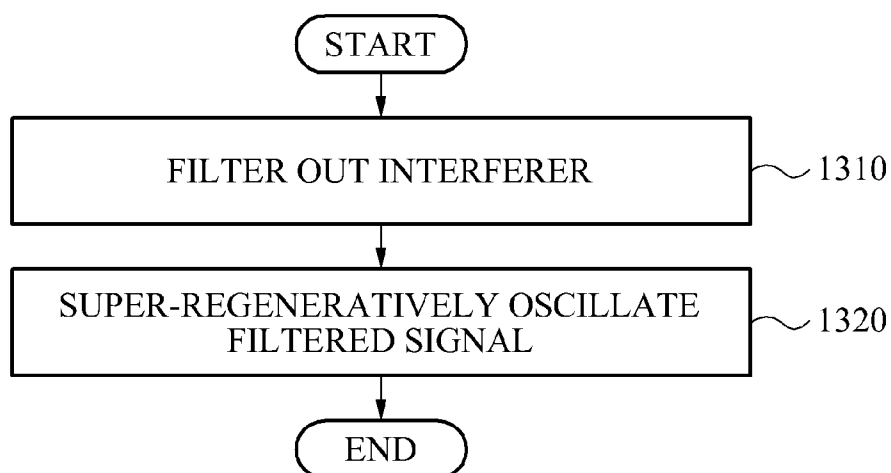 START
FILTER OUT INTERFERER
1310
SUPER-REGENERATIVELY OSCILLATE
FILTERED SIGNAL
1320
END